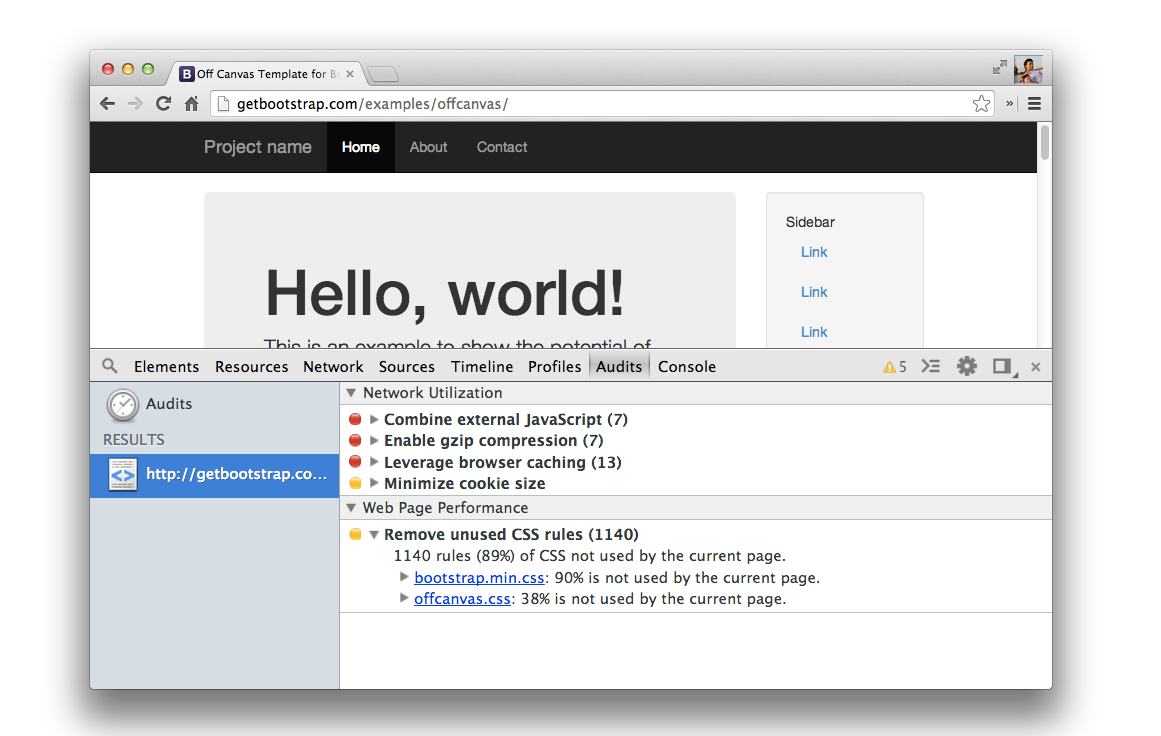 B Off Canvas Template for Bo
getbootstrap.com/examples/offcanvas/
Project name Home About Contact
Hello, world!
This is an example to show the potential of
Sidebar
Link
Link
Link
Elements Resources Network Sources Timeline Profiles Audits Console 5
Audits
RESULTS
http://getbootstrap.co...
Network Utilization
Combine external JavaScript (7)
Enable gzip compression (7)
Leverage browser caching (13)
Minimize cookie size
Web Page Performance
Remove unused CSS rules (1140)
1140 rules (89%) of CSS not used by the current page.
bootstrap.min.css: 90% is not used by the current page.
offcanvas.css: 38% is not used by the current page.